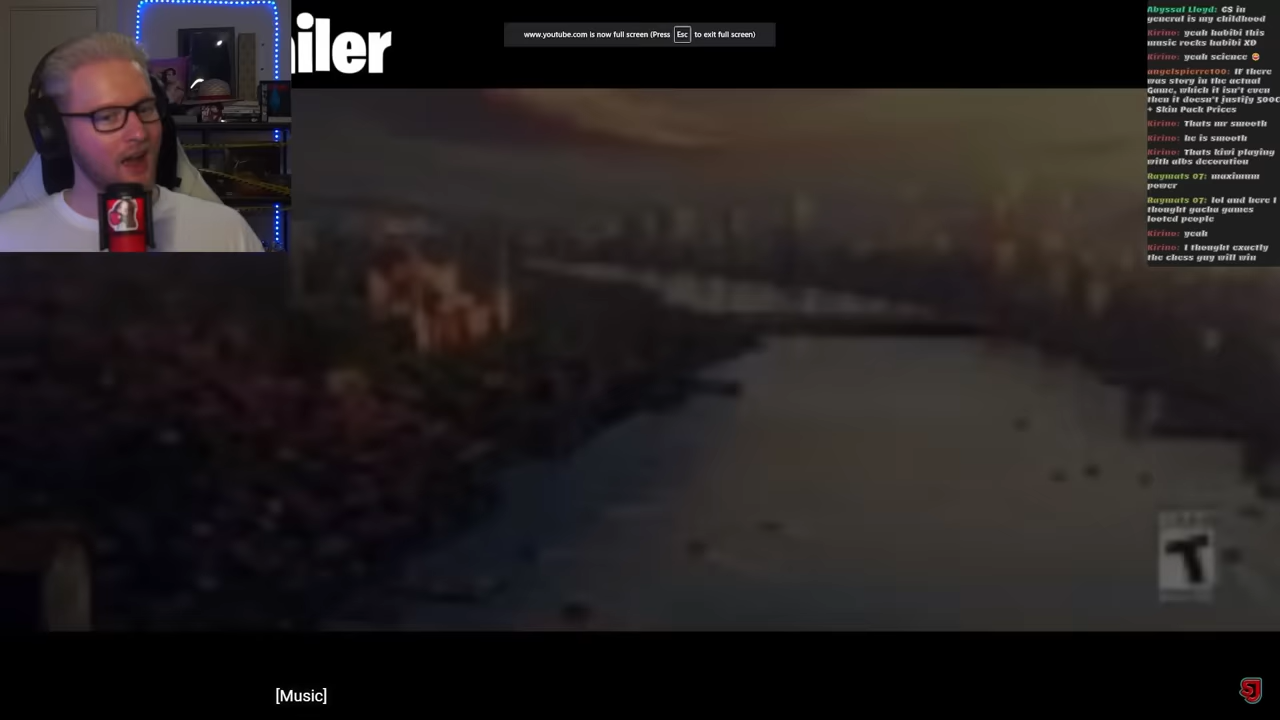 iler
www.youtube.com is now full screen (Press Esc to exit full screen)
Abyssal Lloyd: GS in
general is my childhood
Kirino: yeah habibi this
music rocks habibi XD
Kirino: yeah science
angelspierre100: IF there
was story in the actual
Game, which it isn't even
then it doesn't justify 500€
+ Skin Pack Prices
Kirino: Thats mr smooth
Kirino: he is smooth
Kirino: Thats kiwi playing
with albs decoration
Raymats 07: maximum
power
Raymats 07: lol and here I
thought gacha games
looted people
Kirino: yeah
Kirino: I thought exactly
the chess guy will win
T
[Music]
SJ